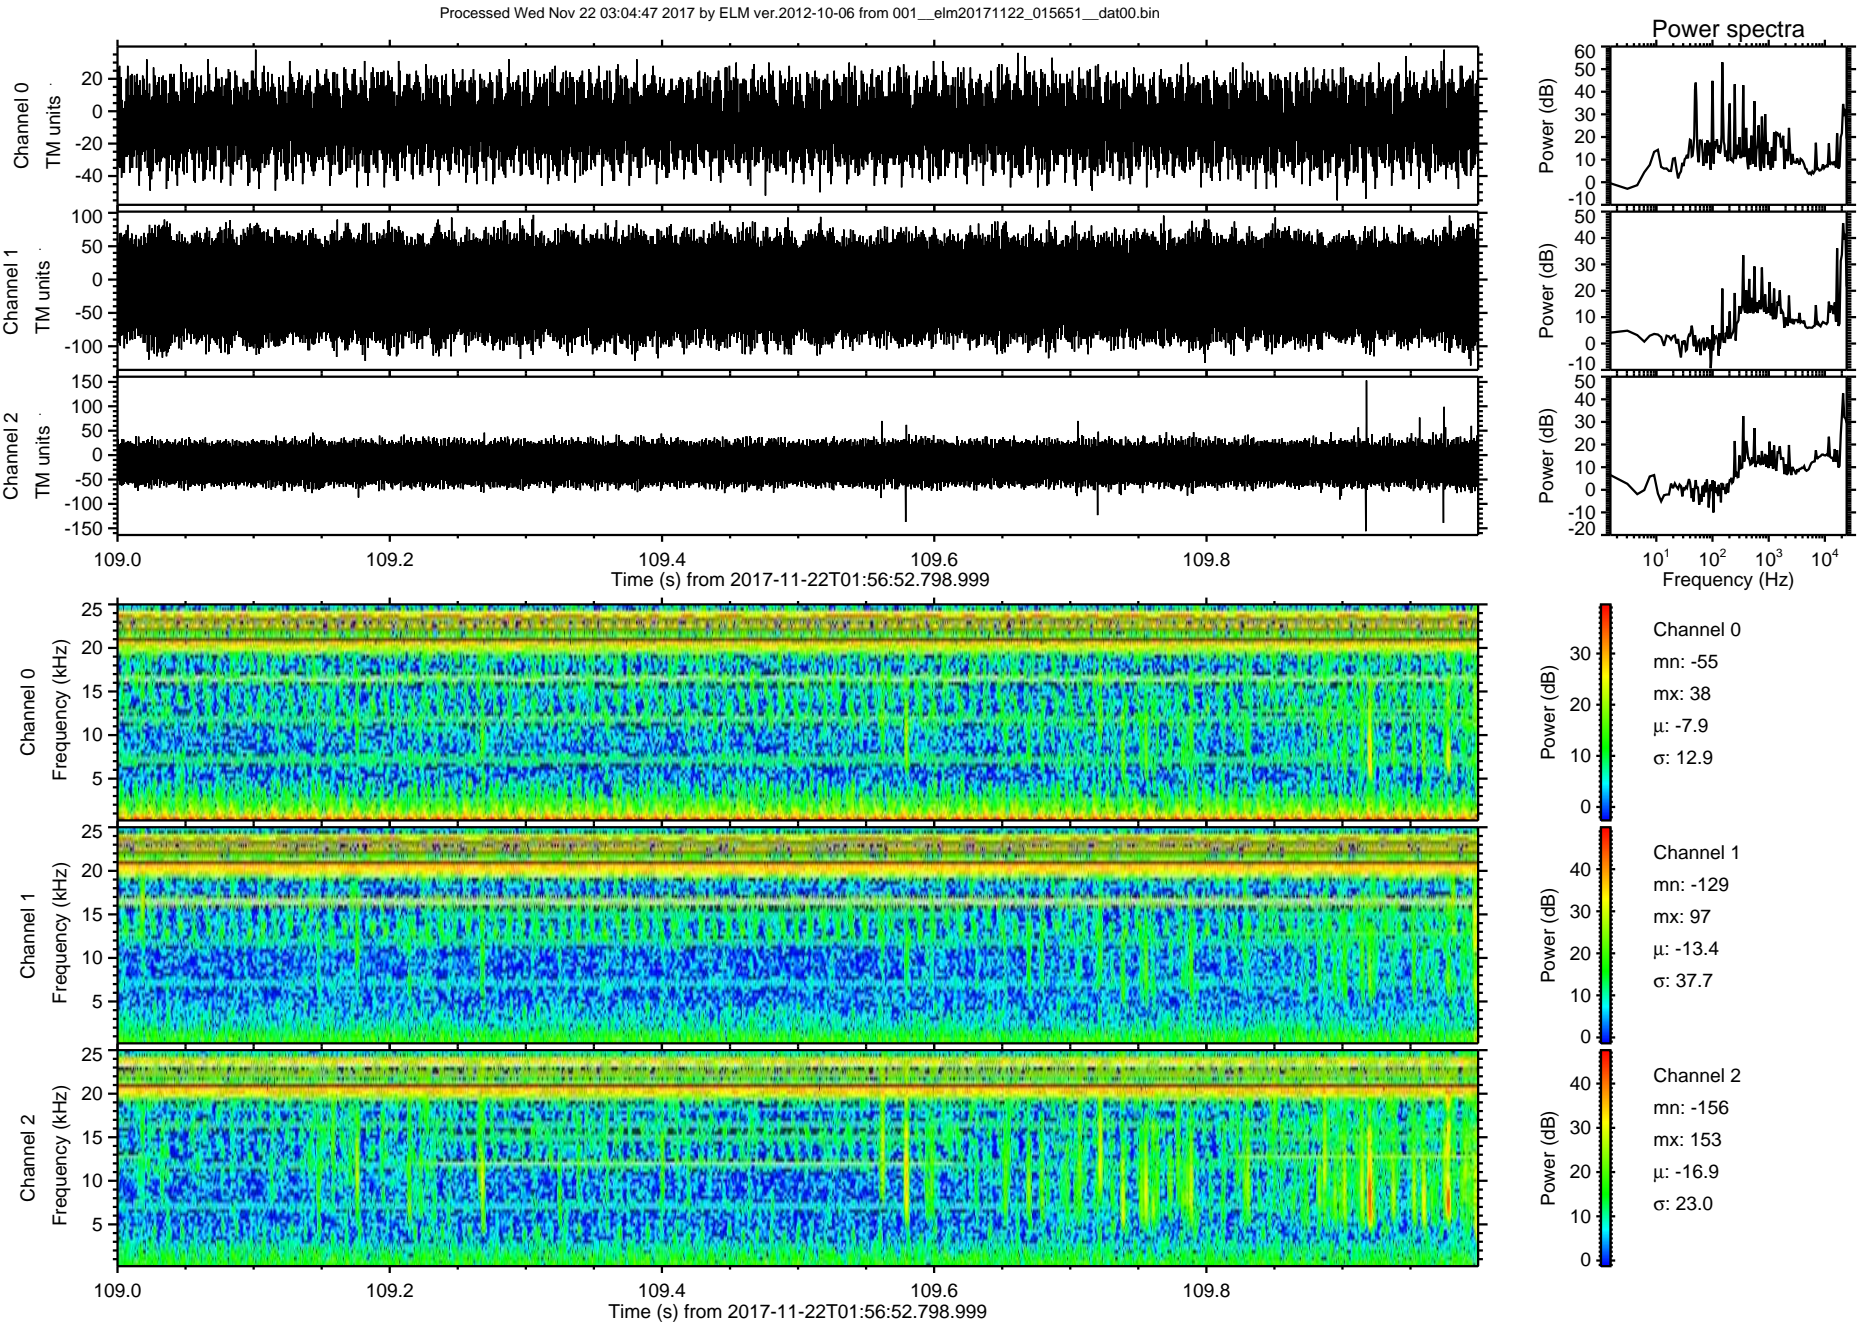 Processed Wed Nov 22 03:04:47 2017 by ELM ver.2012-10-06 from 001__elm20171122_015651__dat00.bin
Power spectra
Channel 0
TM units
20
0
-20
-40
Power (dB)
60
50
40
30
20
10
0
-10
Channel 1
TM units
100
50
0
-50
-100
Power (dB)
50
40
30
20
10
0
-10
Channel 2
TM units
150
100
50
0
-50
-100
-150
Power (dB)
50
40
30
20
10
0
-10
-20
109.0 109.2 109.4 109.6 109.8
Time (s) from 2017-11-22T01:56:52.798.999
10^1 10^2 10^3 10^4
Frequency (Hz)
Channel 0
Frequency (kHz)
25
20
15
10
5
Power (dB)
30
20
10
0
Channel 0
mn: -55
mx: 38
μ: -7.9
σ: 12.9
Channel 1
Frequency (kHz)
25
20
15
10
5
Power (dB)
40
30
20
10
0
Channel 1
mn: -129
mx: 97
μ: -13.4
σ: 37.7
Channel 2
Frequency (kHz)
25
20
15
10
5
Power (dB)
40
30
20
10
0
Channel 2
mn: -156
mx: 153
μ: -16.9
σ: 23.0
109.0 109.2 109.4 109.6 109.8
Time (s) from 2017-11-22T01:56:52.798.999